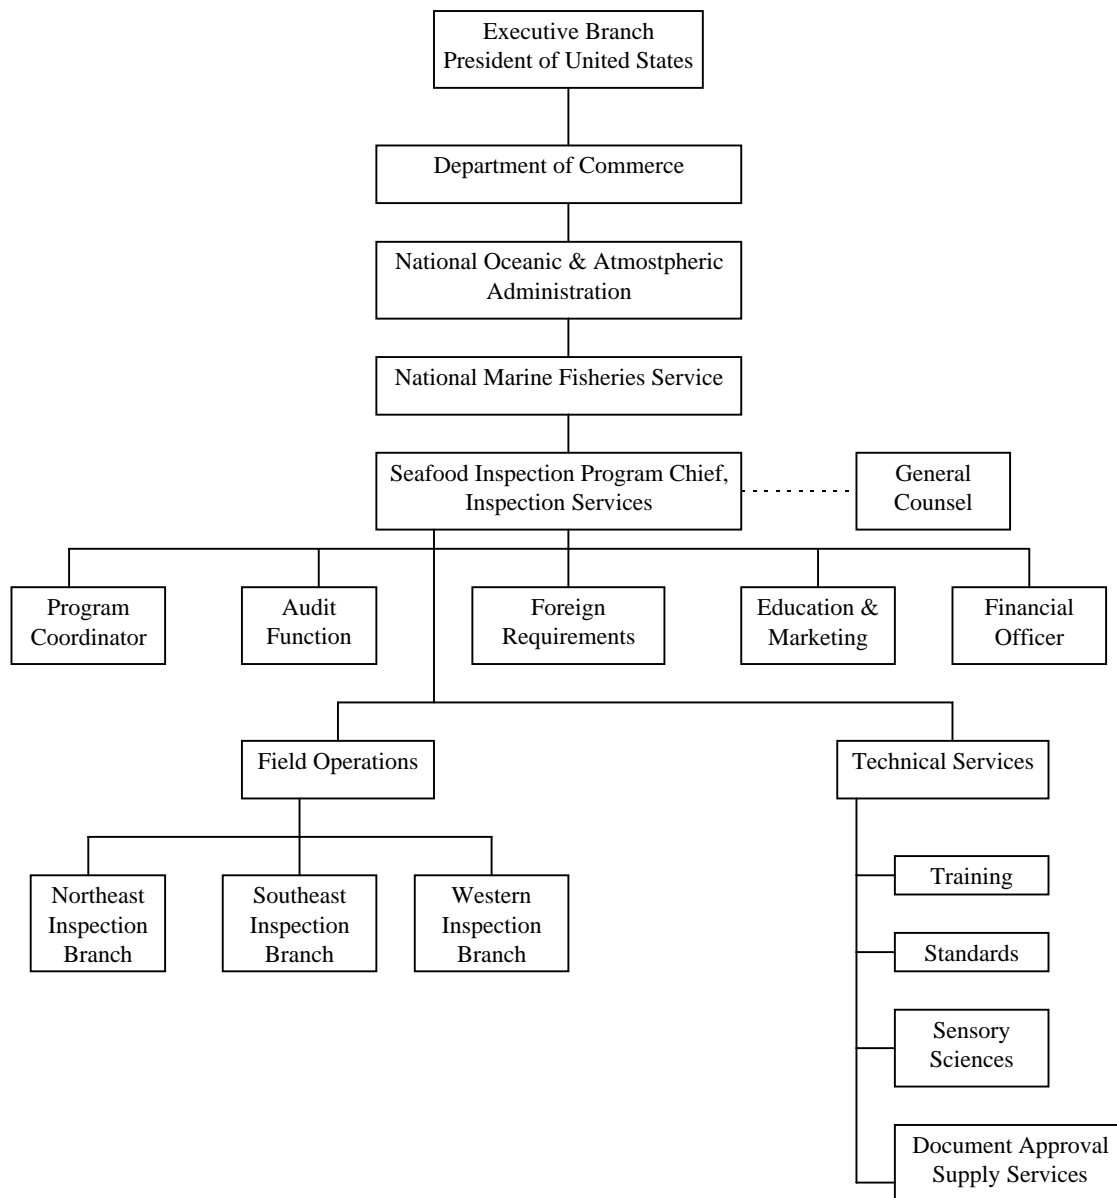 Executive Branch
President of United States
Department of Commerce
National Oceanic & Atmostpheric
Administration
National Marine Fisheries Service
Seafood Inspection Program Chief,
Inspection Services
General
Counsel
Program
Coordinator
Audit
Function
Foreign
Requirements
Education &
Marketing
Financial
Officer
Field Operations
Technical Services
Northeast
Inspection
Branch
Southeast
Inspection
Branch
Western
Inspection
Branch
Training
Standards
Sensory
Sciences
Document Approval
Supply Services